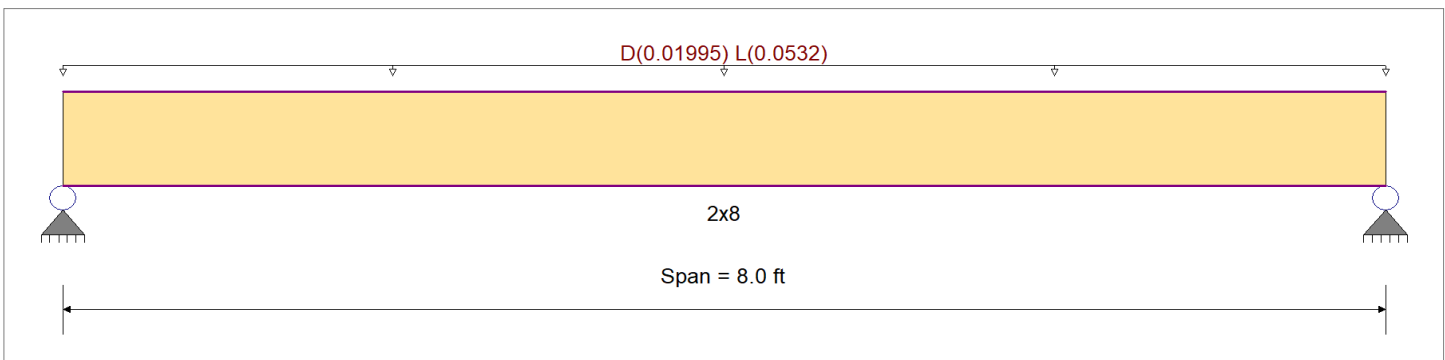 D(0.01995) L(0.0532)
2x8
Span = 8.0 ft